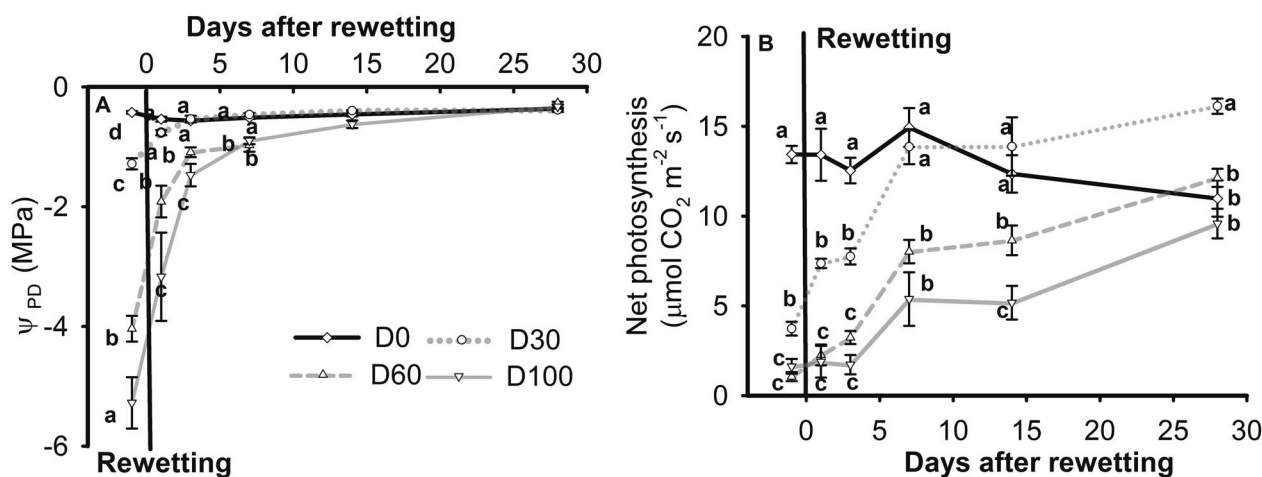 Days after rewetting
0 5 10 15 20 25 30
0
-2
-4
-6
ψ PD (MPa)
A
a a a
d a a
a b b
c b b
b c
c
b
a
D0 D30
D60 D100
Rewetting
20
15
10
5
0
Net photosynthesis
(μmol CO2 m-2 s-1)
B
Rewetting
a a a a a a
a a
b b b b b b
b b
b c c c
c c c c
0 5 10 15 20 25 30
Days after rewetting